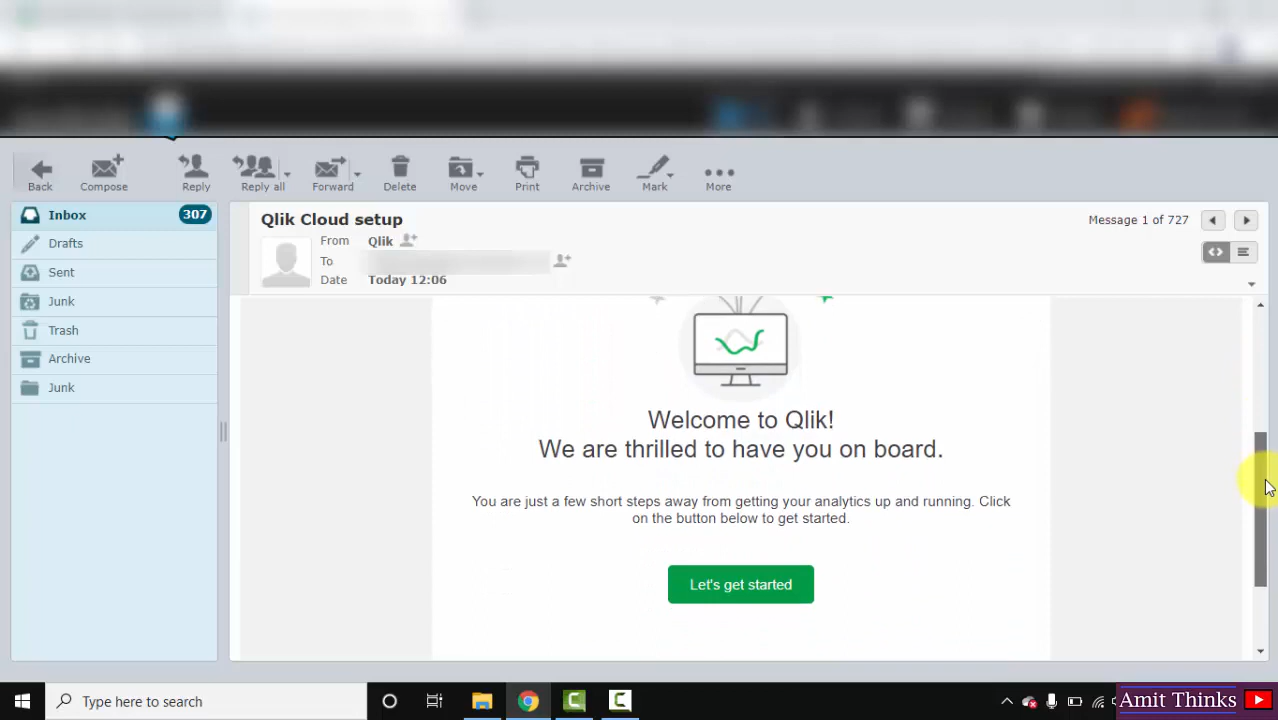 Back
Compose
Reply
Reply all
Forward
Delete
Move
Print
Archive
Mark
More
Inbox 307
Drafts
Sent
Junk
Trash
Archive
Junk
Qlik Cloud setup
Message 1 of 727
From Qlik
To
Date Today 12:06
Welcome to Qlik!
We are thrilled to have you on board.
You are just a few short steps away from getting your analytics up and running. Click
on the button below to get started.
Let's get started
Type here to search
Amit Thinks